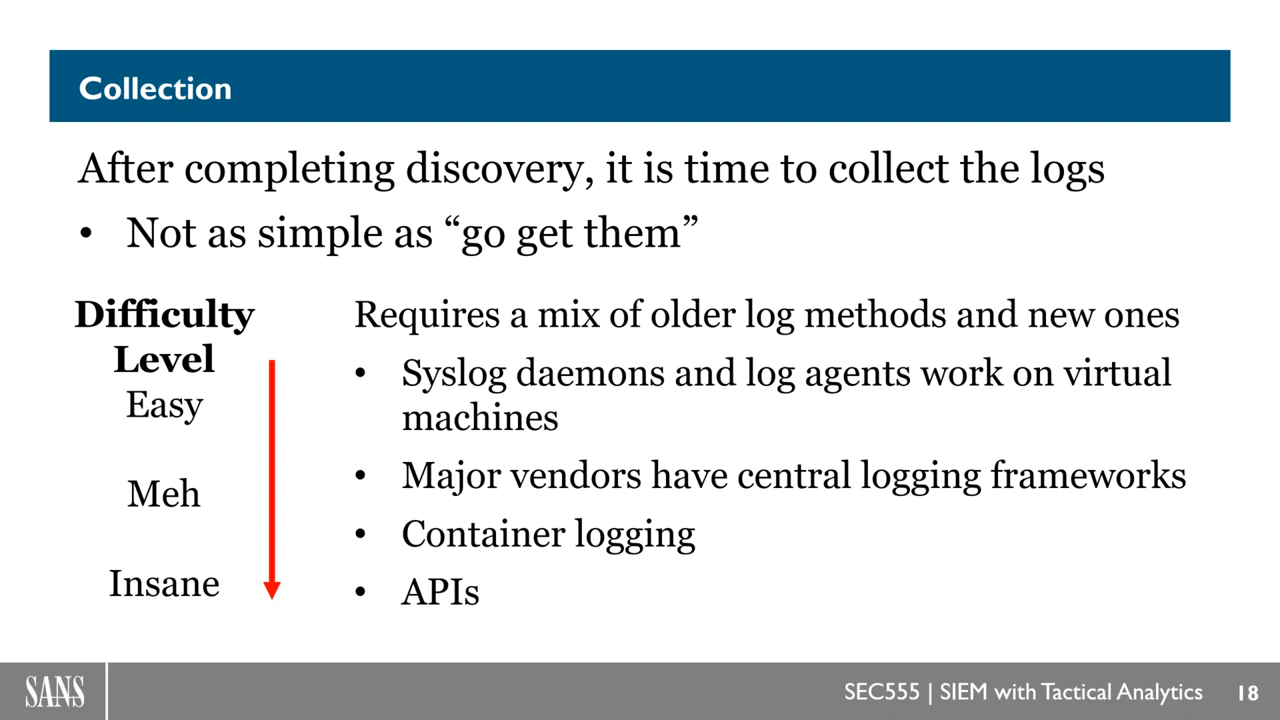 Collection
After completing discovery, it is time to collect the logs
• Not as simple as “go get them”
Difficulty
Level
Easy
Meh
Insane
Requires a mix of older log methods and new ones
• Syslog daemons and log agents work on virtual
machines
• Major vendors have central logging frameworks
• Container logging
• APIs
SANS
SEC555 | SIEM with Tactical Analytics
18